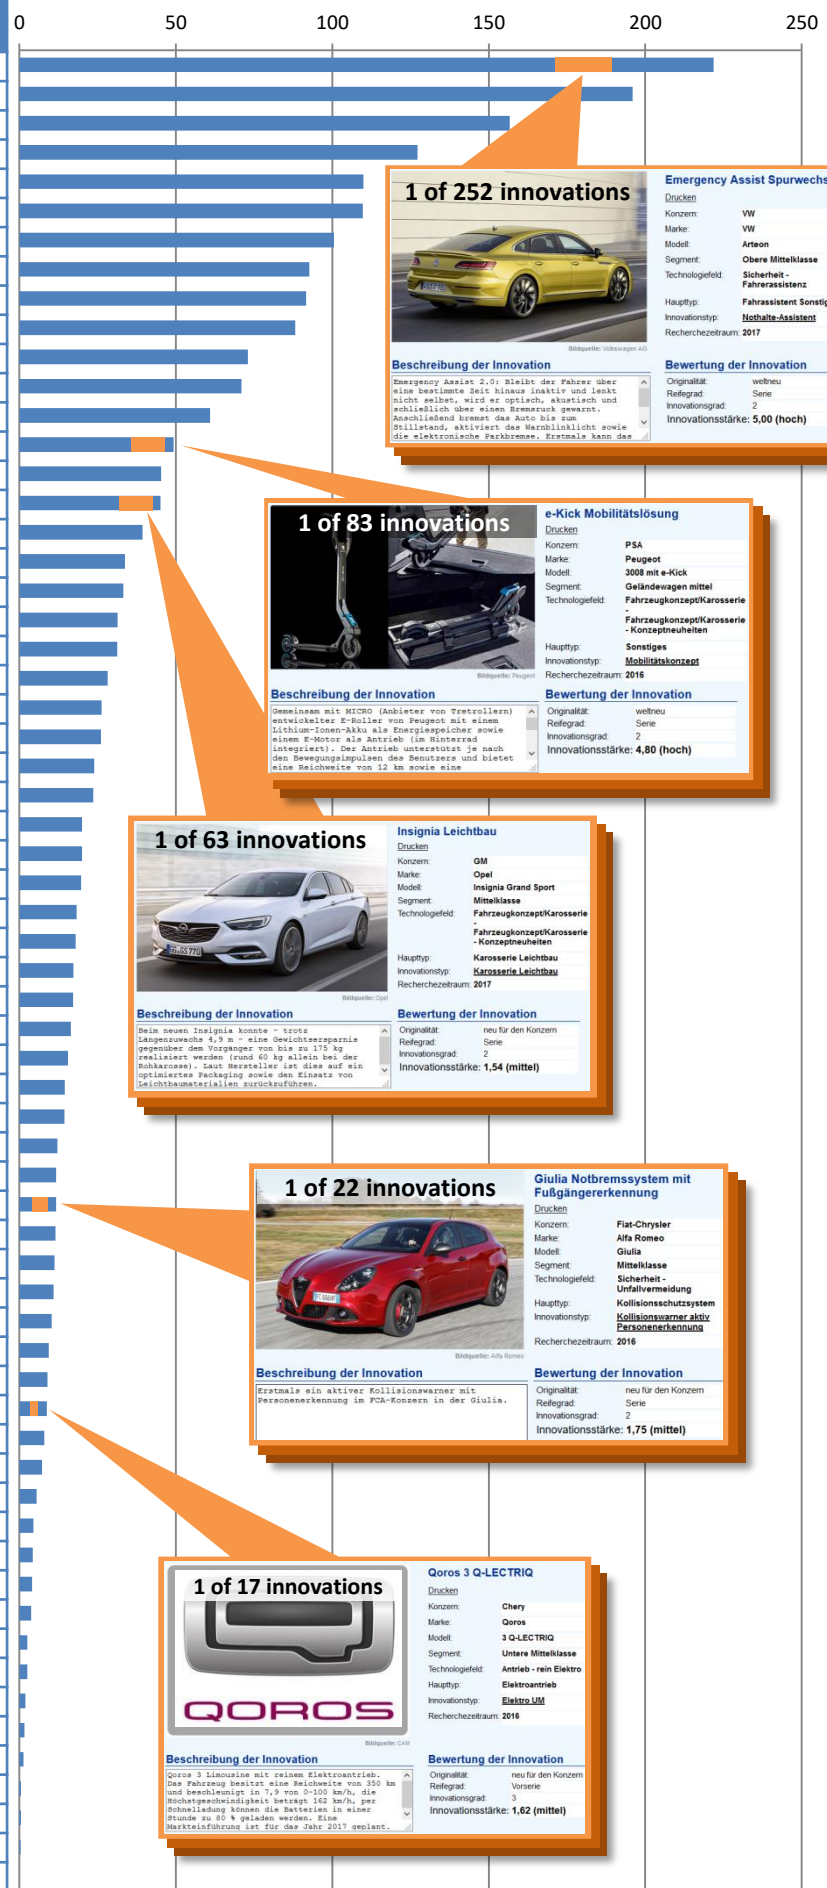 0 50 100 150 200 250
1 of 252 innovations
Emergency Assist Spurwechs
Drucken
Konzern: VW
Marke: VW
Modell: Arteon
Segment: Obere Mittelklasse
Technologiefeld: Sicherheit -
Fahrerassistenz
Haupttyp: Fahrassistent Sonstig
Innovationstyp: Nothalte-Assistent
Recherchezeitraum: 2017
Bildquelle: Volkswagen AG
Beschreibung der Innovation
Emergency Assist 2.0: Bleibt der Fahrer über
eine bestimmte Zeit hinaus inaktiv und lenkt
nicht selbst, wird er optisch, akustisch und
schließlich über einen Bremsruck gewarnt.
Anschließend bremst das Auto bis zum
Stillstand, aktiviert das Warnblinklicht sowie
die elektronische Parkbremse. Erstmals kann das
Bewertung der Innovation
Originalität: weltneu
Reifegrad: Serie
Innovationsgrad: 2
Innovationsstärke: 5,00 (hoch)
1 of 83 innovations
e-Kick Mobilitätslösung
Drucken
Konzern: PSA
Marke: Peugeot
Modell: 3008 mit e-Kick
Segment: Geländewagen mittel
Technologiefeld: Fahrzeugkonzept/Karosserie
-
Fahrzeugkonzept/Karosserie
- Konzeptneuheiten
Haupttyp: Sonstiges
Innovationstyp: Mobilitätskonzept
Recherchezeitraum: 2016
Bildquelle: Peugeot
Beschreibung der Innovation
Gemeinsam mit MICRO (Anbieter von Tretrollern)
entwickelter E-Roller von Peugeot mit einem
Lithium-Ionen-Akku als Energiespeicher sowie
einem E-Motor als Antrieb (im Hinterrad
integriert). Der Antrieb unterstützt je nach
den Bewegungsimpulsen des Benutzers und bietet
eine Reichweite von 12 km sowie eine
Bewertung der Innovation
Originalität: weltneu
Reifegrad: Serie
Innovationsgrad: 2
Innovationsstärke: 4,80 (hoch)
1 of 63 innovations
Insignia Leichtbau
Drucken
Konzern: GM
Marke: Opel
Modell: Insignia Grand Sport
Segment: Mittelklasse
Technologiefeld: Fahrzeugkonzept/Karosserie
-
Fahrzeugkonzept/Karosserie
- Konzeptneuheiten
Haupttyp: Karosserie Leichtbau
Innovationstyp: Karosserie Leichtbau
Recherchezeitraum: 2017
GG·GS 770
Bildquelle: Opel
Beschreibung der Innovation
Beim neuen Insignia konnte - trotz
Längenzuwachs 4,9 m - eine Gewichtsersparnis
gegenüber dem Vorgänger von bis zu 175 kg
realisiert werden (rund 60 kg allein bei der
Rohkarosse). Laut Hersteller ist dies auf ein
optimiertes Packaging sowie den Einsatz von
Leichtbaumaterialien zurückzuführen.
Bewertung der Innovation
Originalität: neu für den Konzern
Reifegrad: Serie
Innovationsgrad: 2
Innovationsstärke: 1,54 (mittel)
1 of 22 innovations
Giulia Notbremssystem mit
Fußgängererkennung
Drucken
Konzern: Fiat-Chrysler
Marke: Alfa Romeo
Modell: Giulia
Segment: Mittelklasse
Technologiefeld: Sicherheit -
Unfallvermeidung
Haupttyp: Kollisionsschutzsystem
Innovationstyp: Kollisionswarner aktiv
Personenerkennung
Recherchezeitraum: 2016
Bildquelle: Alfa Romeo
Beschreibung der Innovation
Erstmals ein aktiver Kollisionswarner mit
Personenerkennung im FCA-Konzern in der Giulia.
Bewertung der Innovation
Originalität: neu für den Konzern
Reifegrad: Serie
Innovationsgrad: 2
Innovationsstärke: 1,75 (mittel)
1 of 17 innovations
QOROS
Qoros 3 Q-LECTRIQ
Drucken
Konzern: Chery
Marke: Qoros
Modell: 3 Q-LECTRIQ
Segment: Untere Mittelklasse
Technologiefeld: Antrieb - rein Elektro
Haupttyp: Elektroantrieb
Innovationstyp: Elektro UM
Recherchezeitraum: 2016
Bildquelle: CAM
Beschreibung der Innovation
Qoros 3 Limousine mit reinem Elektroantrieb.
Das Fahrzeug besitzt eine Reichweite von 350 km
und beschleunigt in 7,9 von 0-100 km/h, die
Höchstgeschwindigkeit beträgt 162 km/h, per
Schnelladung können die Batterien in einer
Stunde zu 80 % geladen werden. Eine
Markteinführung ist für das Jahr 2017 geplant.
Bewertung der Innovation
Originalität: neu für den Konzern
Reifegrad: Vorserie
Innovationsgrad: 3
Innovationsstärke: 1,62 (mittel)